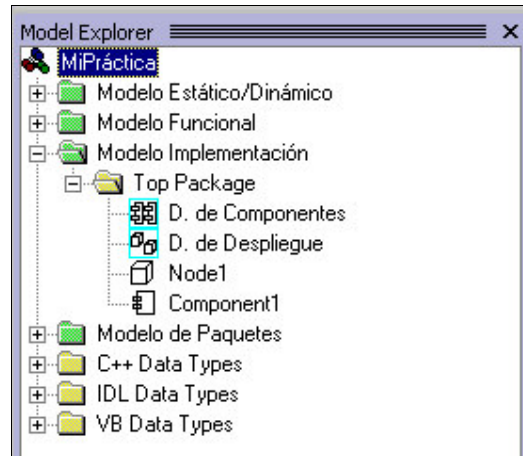 Model Explorer
MiPráctica
Modelo Estático/Dinámico
Modelo Funcional
Modelo Implementación
Top Package
D. de Componentes
D. de Despliegue
Node1
Component1
Modelo de Paquetes
C++ Data Types
IDL Data Types
VB Data Types